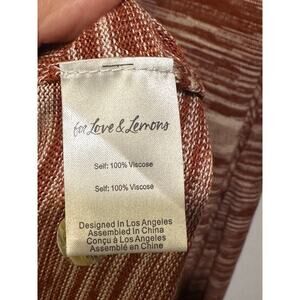 for Love & Lemons
Self: 100% Viscose
Self: 100% Viscose
Designed In Los Angeles
Assembled In China
Conçu à Los Angeles
Assemblé en Chine